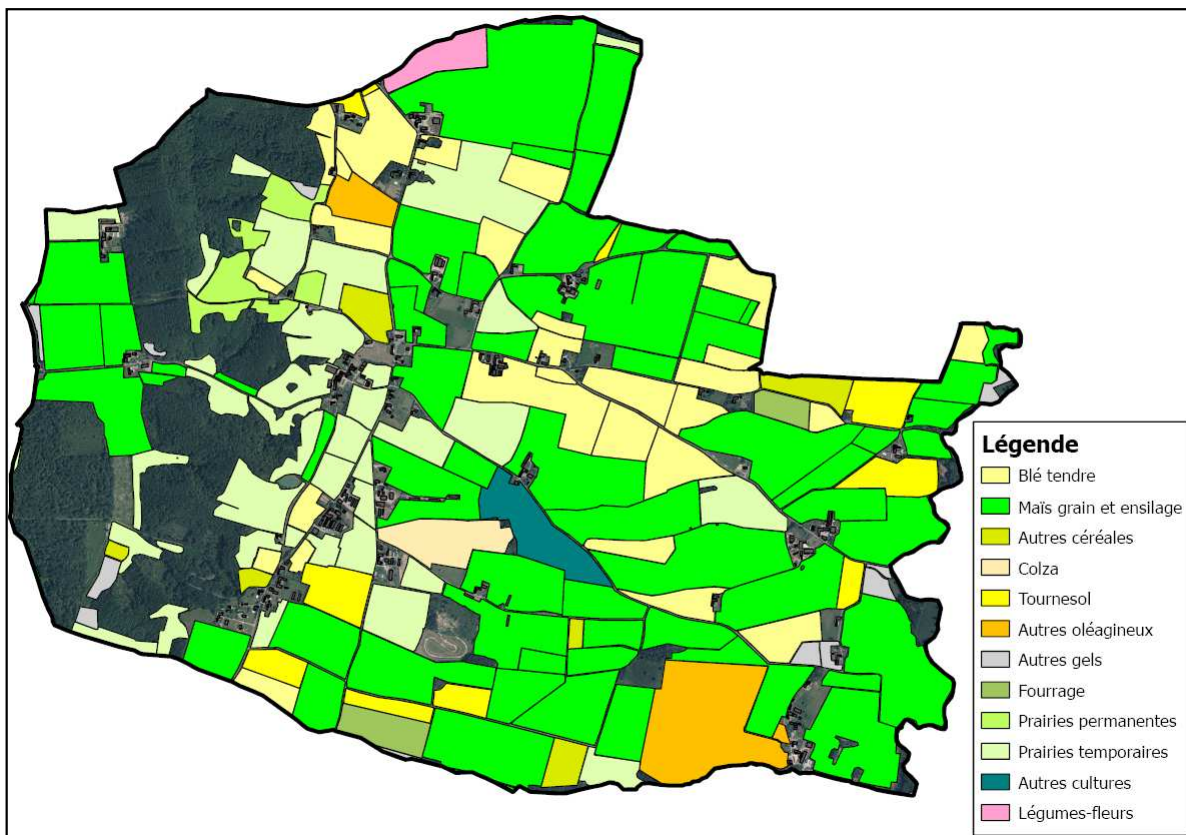 Légende
Blé tendre
Maïs grain et ensilage
Autres céréales
Colza
Tournesol
Autres oléagineux
Autres gels
Fourrage
Prairies permanentes
Prairies temporaires
Autres cultures
Légumes-fleurs